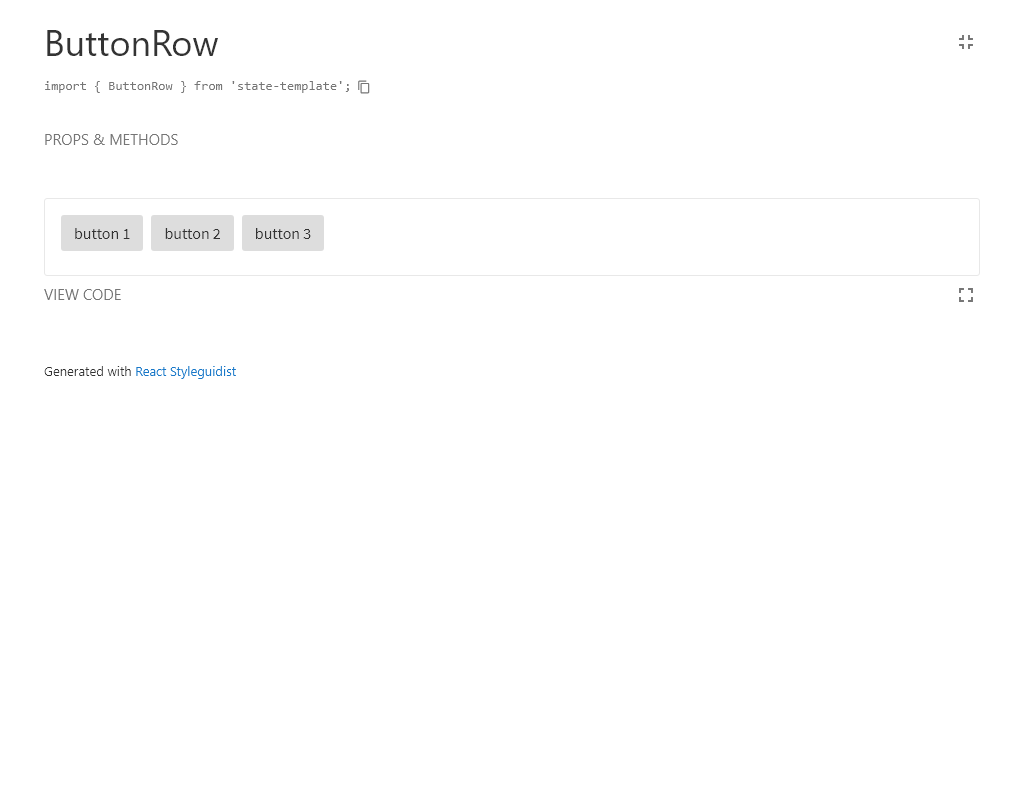 ButtonRow
import { ButtonRow } from 'state-template';
PROPS & METHODS
button 1 button 2 button 3
VIEW CODE
Generated with React Styleguidist